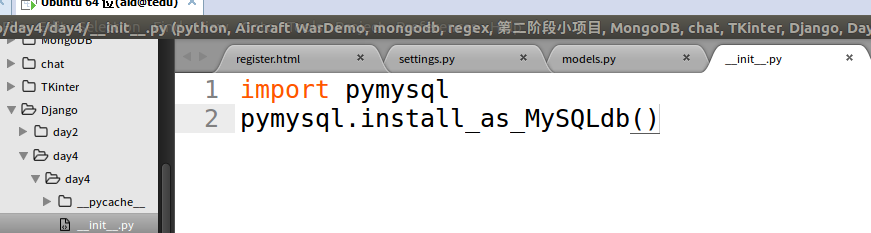 Ubuntu 64 位(aid@tedu)
/day4/day4/__init__.py (python, Aircraft WarDemo, mongodb, regex, 第二阶段小项目, MongoDB, chat, TKinter, Django, Day
MongoDB
chat
TKinter
Django
day2
day4
day4
__pycache__
__init__.py
register.html
settings.py
models.py
__init__.py
1 import pymysql
2 pymysql.install_as_MySQLdb()